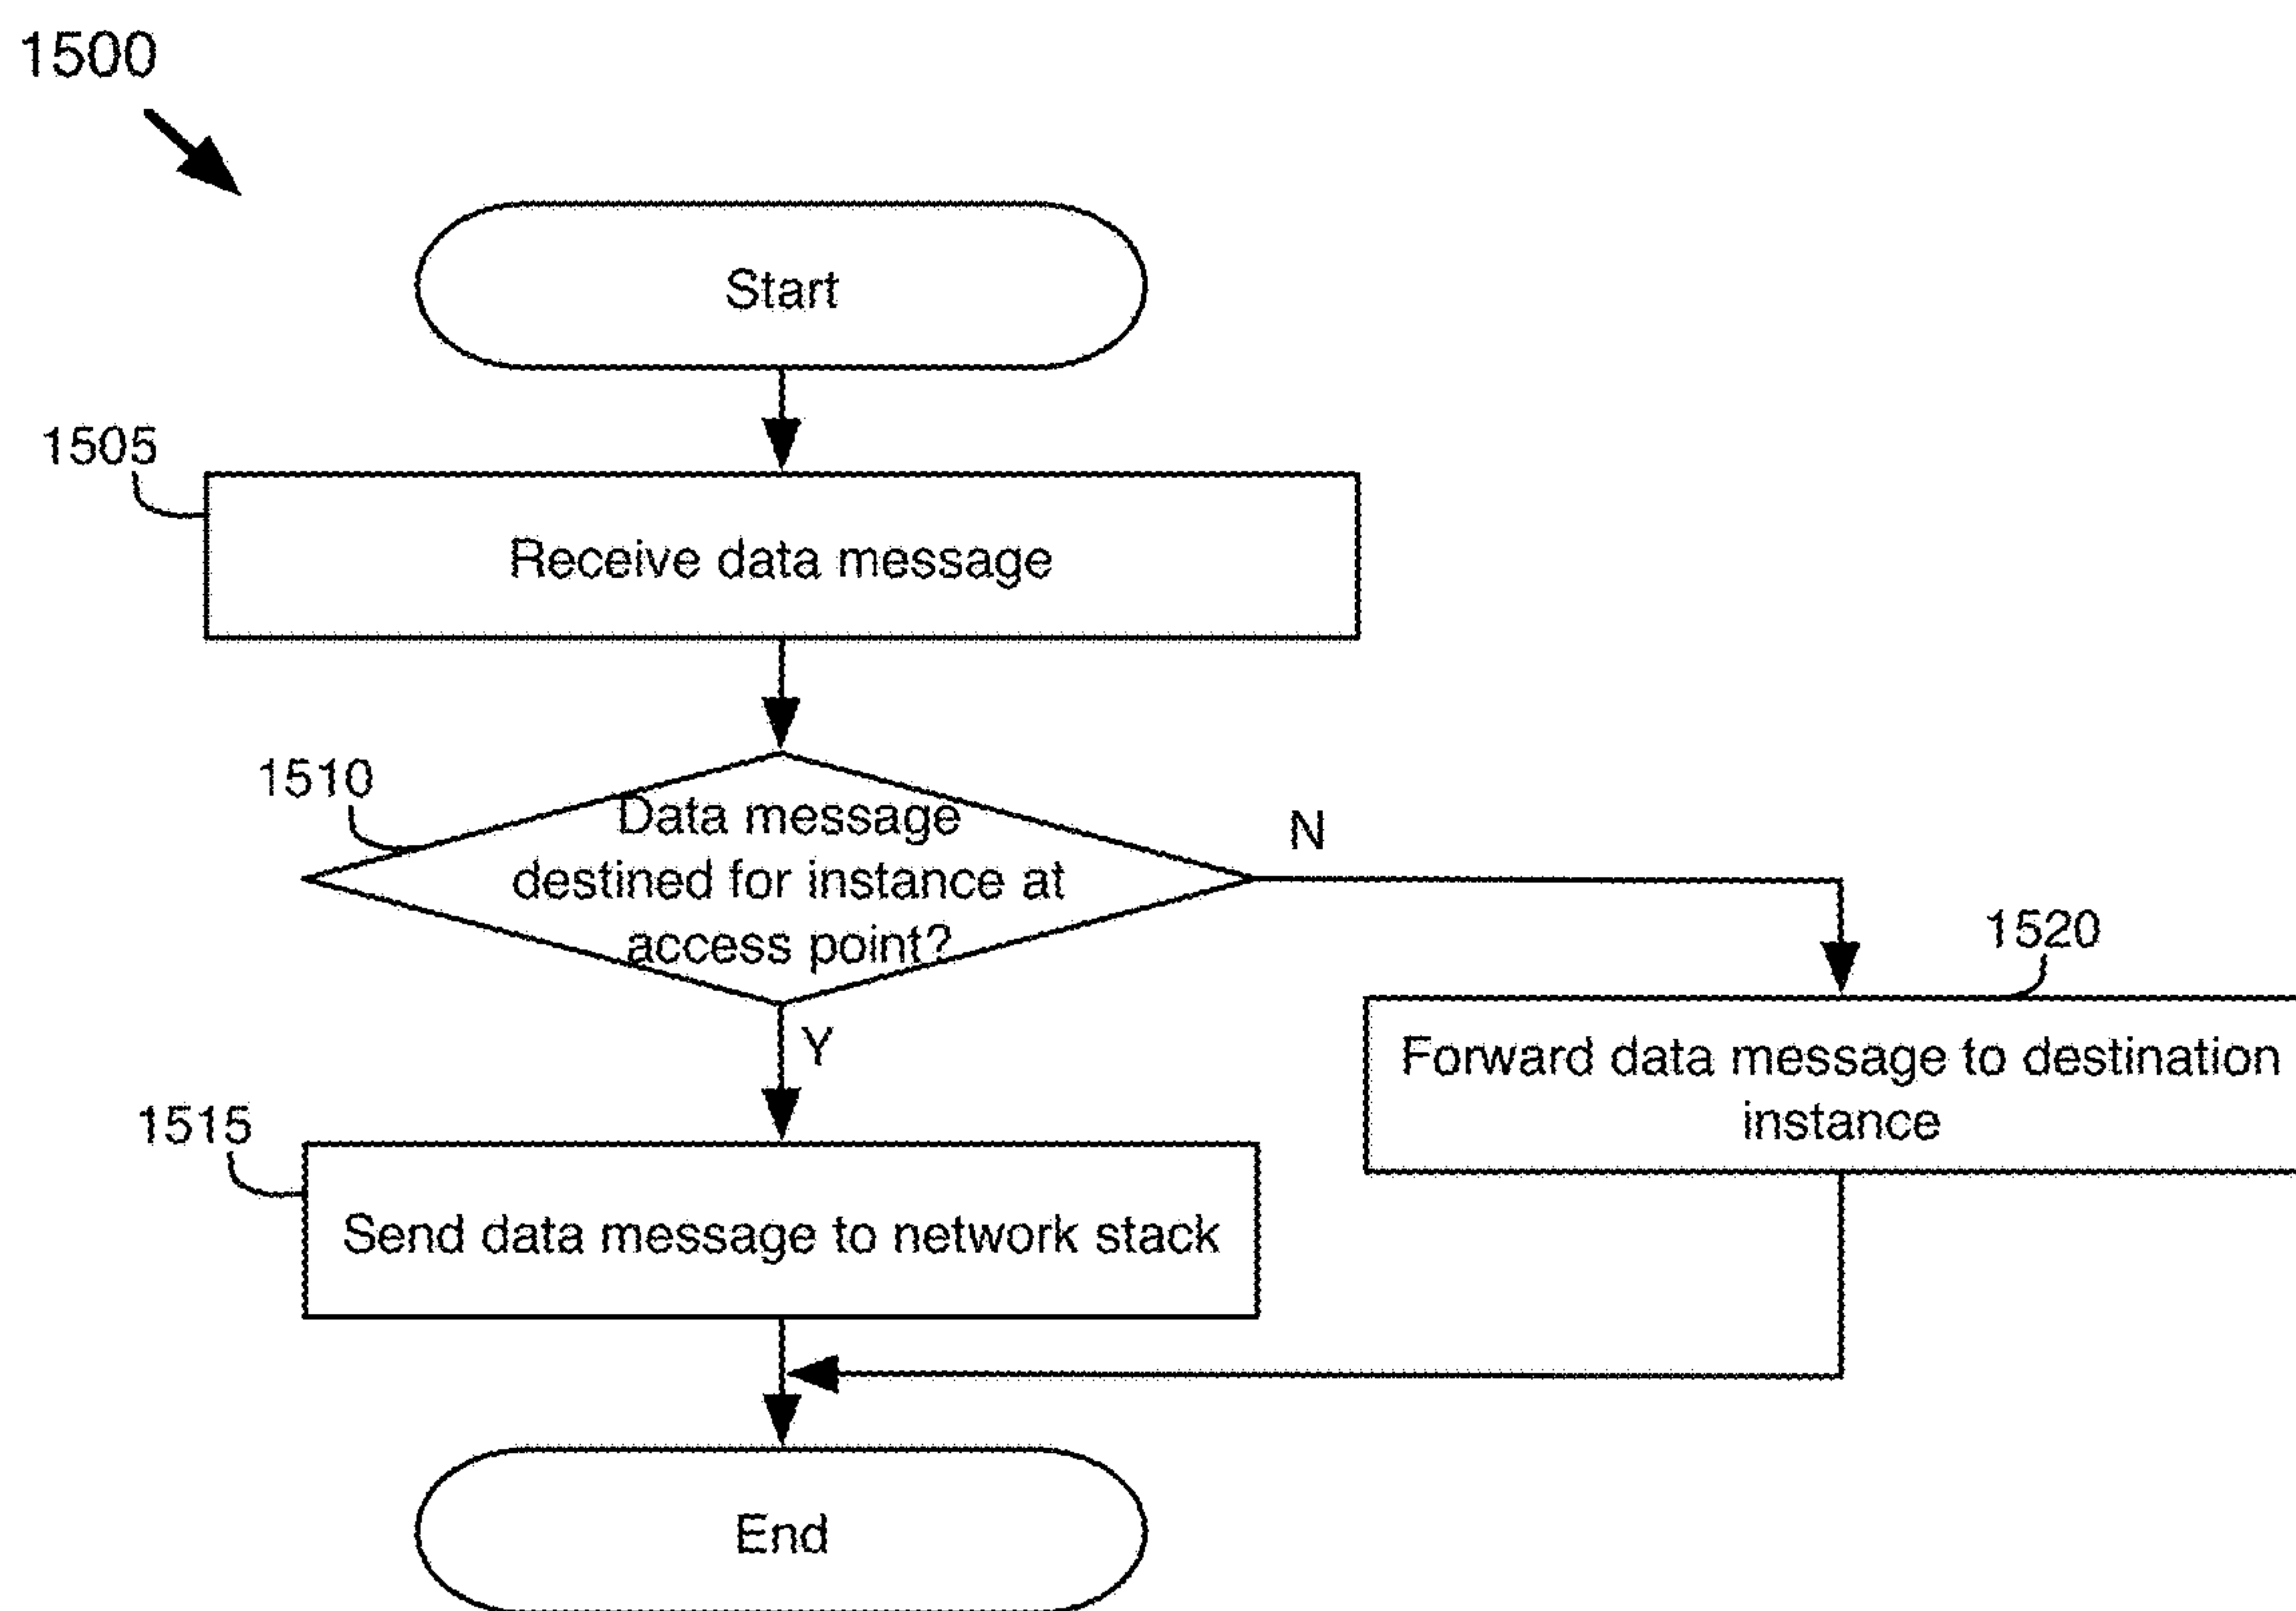 1500
Start
1505
Receive data message
1510
Data message
destined for instance at
access point?
N
Y
1520
Forward data message to destination
instance
1515
Send data message to network stack
End